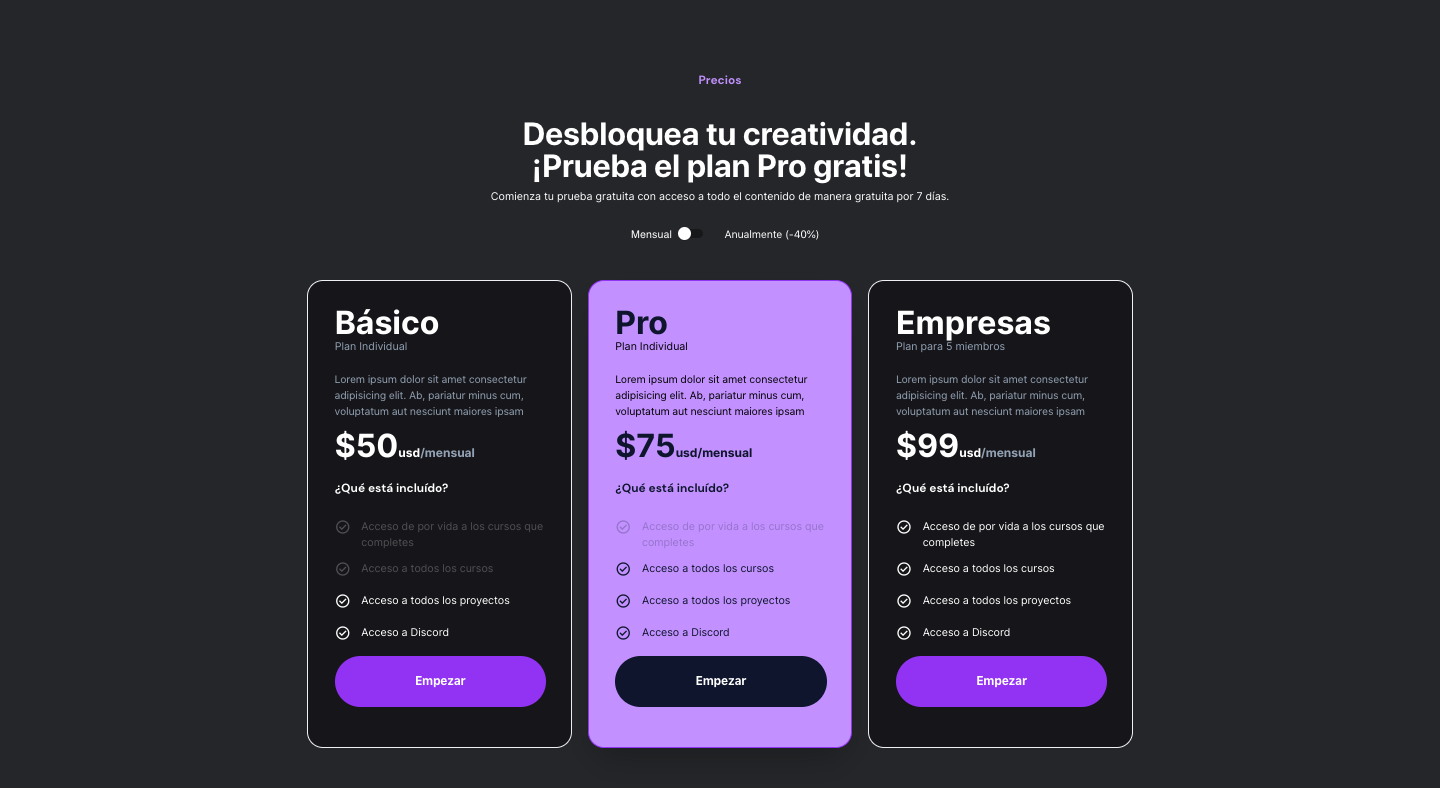 Precios
Desbloquea tu creatividad.
¡Prueba el plan Pro gratis!
Comienza tu prueba gratuita con acceso a todo el contenido de manera gratuita por 7 días.
Mensual Anualmente (-40%)
Básico
Plan Individual
Lorem ipsum dolor sit amet consectetur
adipisicing elit. Ab, pariatur minus cum,
voluptatum aut nesciunt maiores ipsam
$50usd/mensual
¿Qué está incluído?
Acceso de por vida a los cursos que
completes
Acceso a todos los cursos
Acceso a todos los proyectos
Acceso a Discord
Empezar
Pro
Plan Individual
Lorem ipsum dolor sit amet consectetur
adipisicing elit. Ab, pariatur minus cum,
voluptatum aut nesciunt maiores ipsam
$75usd/mensual
¿Qué está incluído?
Acceso de por vida a los cursos que
completes
Acceso a todos los cursos
Acceso a todos los proyectos
Acceso a Discord
Empezar
Empresas
Plan para 5 miembros
Lorem ipsum dolor sit amet consectetur
adipisicing elit. Ab, pariatur minus cum,
voluptatum aut nesciunt maiores ipsam
$99usd/mensual
¿Qué está incluído?
Acceso de por vida a los cursos que
completes
Acceso a todos los cursos
Acceso a todos los proyectos
Acceso a Discord
Empezar